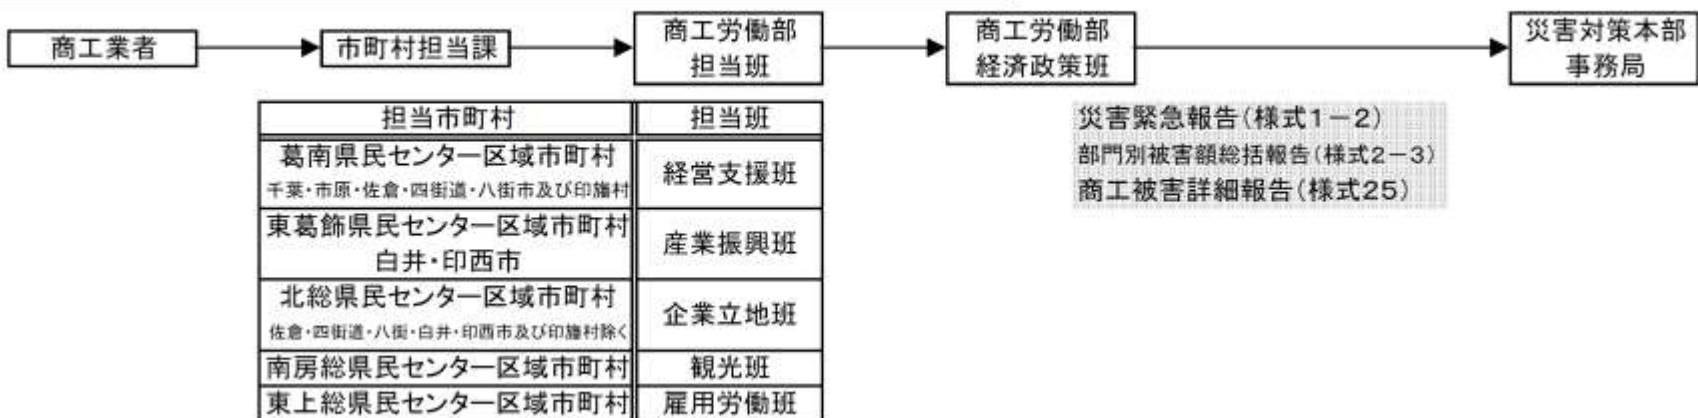 商工業者
市町村担当課
商工労働部
担当班
商工労働部
経済政策班
災害対策本部
事務局
担当市町村
担当班
葛南県民センター区域市町村
千葉・市原・佐倉・四街道・八街市及び印旛村
経営支援班
東葛飾県民センター区域市町村
白井・印西市
産業振興班
北総県民センター区域市町村
佐倉・四街道・八街・白井・印西市及び印旛村除く
企業立地班
南房総県民センター区域市町村
観光班
東上総県民センター区域市町村
雇用労働班
災害緊急報告(様式1-2)
部門別被害額総括報告(様式2-3)
商工被害詳細報告(様式25)